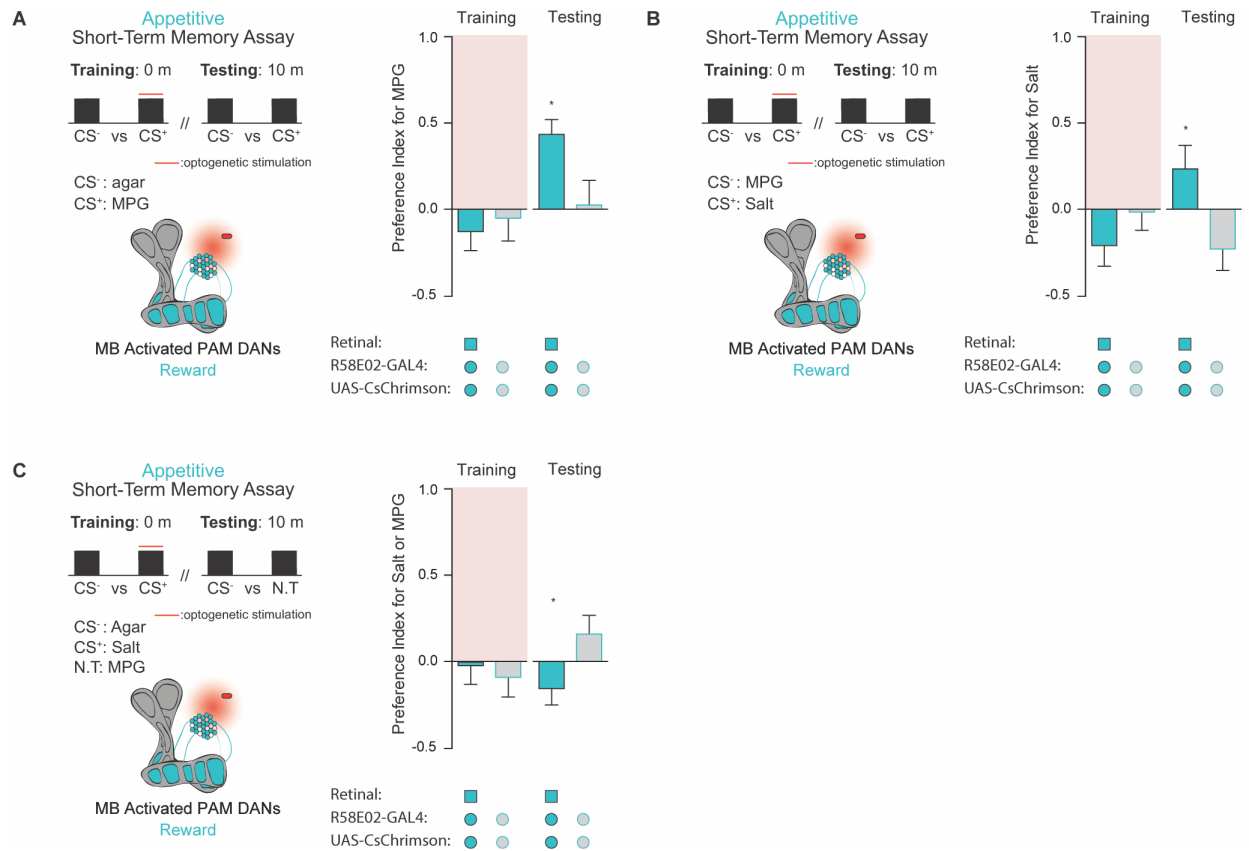 A
Appetitive
Short-Term Memory Assay
Training: 0 m Testing: 10 m
CS- vs CS+ // CS- vs CS+
:optogenetic stimulation
CS-: agar
CS+: MPG
MB Activated PAM DANs
Reward
Training Testing
Preference Index for MPG
1.0
0.5
0.0
-0.5
*
Retinal:
R58E02-GAL4:
UAS-CsChrimson:
B
Appetitive
Short-Term Memory Assay
Training: 0 m Testing: 10 m
CS- vs CS+ // CS- vs CS+
:optogenetic stimulation
CS-: MPG
CS+: Salt
MB Activated PAM DANs
Reward
Training Testing
Preference Index for Salt
1.0
0.5
0.0
-0.5
*
Retinal:
R58E02-GAL4:
UAS-CsChrimson:
C
Appetitive
Short-Term Memory Assay
Training: 0 m Testing: 10 m
CS- vs CS+ // CS- vs N.T
:optogenetic stimulation
CS-: Agar
CS+: Salt
N.T: MPG
MB Activated PAM DANs
Reward
Training Testing
Preference Index for Salt or MPG
1.0
0.5
0.0
-0.5
*
Retinal:
R58E02-GAL4:
UAS-CsChrimson: